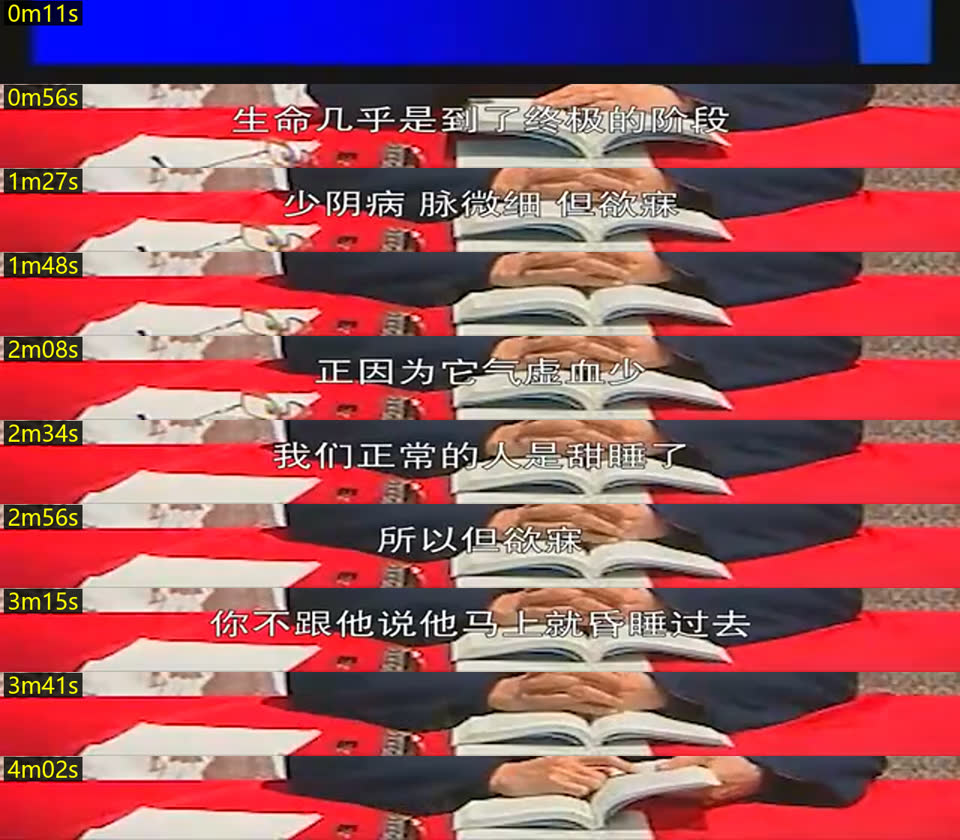 0m11s
0m56s
生命几乎是到了终极的阶段
1m27s
少阴病 脉微细 但欲寐
1m48s
2m08s
正因为它气虚血少
2m34s
我们正常的人是甜睡了
2m56s
所以但欲寐
3m15s
你不跟他说他马上就昏睡过去
3m41s
4m02s